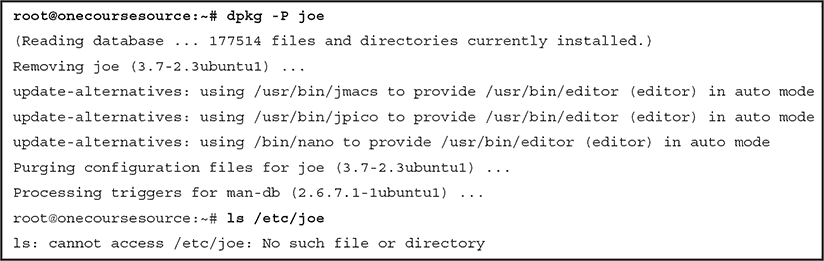 root@onecoursesource:~# dpkg -P joe
(Reading database ... 177514 files and directories currently installed.)
Removing joe (3.7-2.3ubuntu1) ...
update-alternatives: using /usr/bin/jmacs to provide /usr/bin/editor (editor) in auto mode
update-alternatives: using /usr/bin/jpico to provide /usr/bin/editor (editor) in auto mode
update-alternatives: using /bin/nano to provide /usr/bin/editor (editor) in auto mode
Purging configuration files for joe (3.7-2.3ubuntu1) ...
Processing triggers for man-db (2.6.7.1-1ubuntu1) ...
root@onecoursesource:~# ls /etc/joe
ls: cannot access /etc/joe: No such file or directory